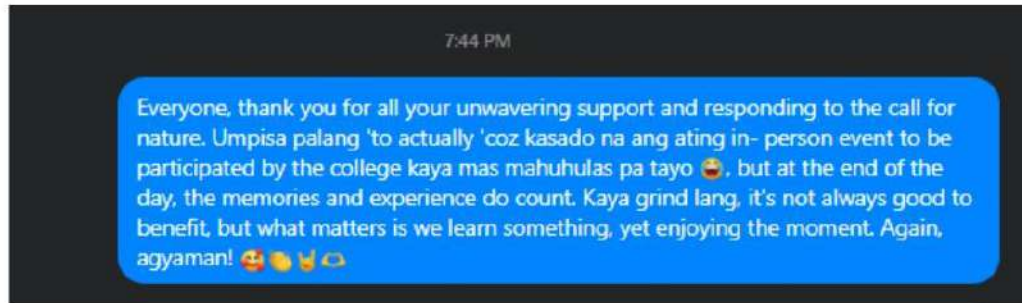 7:44 PM
Everyone, thank you for all your unwavering support and responding to the call for
nature. Umpisa palang 'to actually 'coz kasado na ang ating in- person event to be
participated by the college kaya mas mahuhulas pa tayo 😂, but at the end of the
day, the memories and experience do count. Kaya grind lang, it's not always good to
benefit, but what matters is we learn something, yet enjoying the moment. Again,
agyaman! 🥰👏🤘🫶